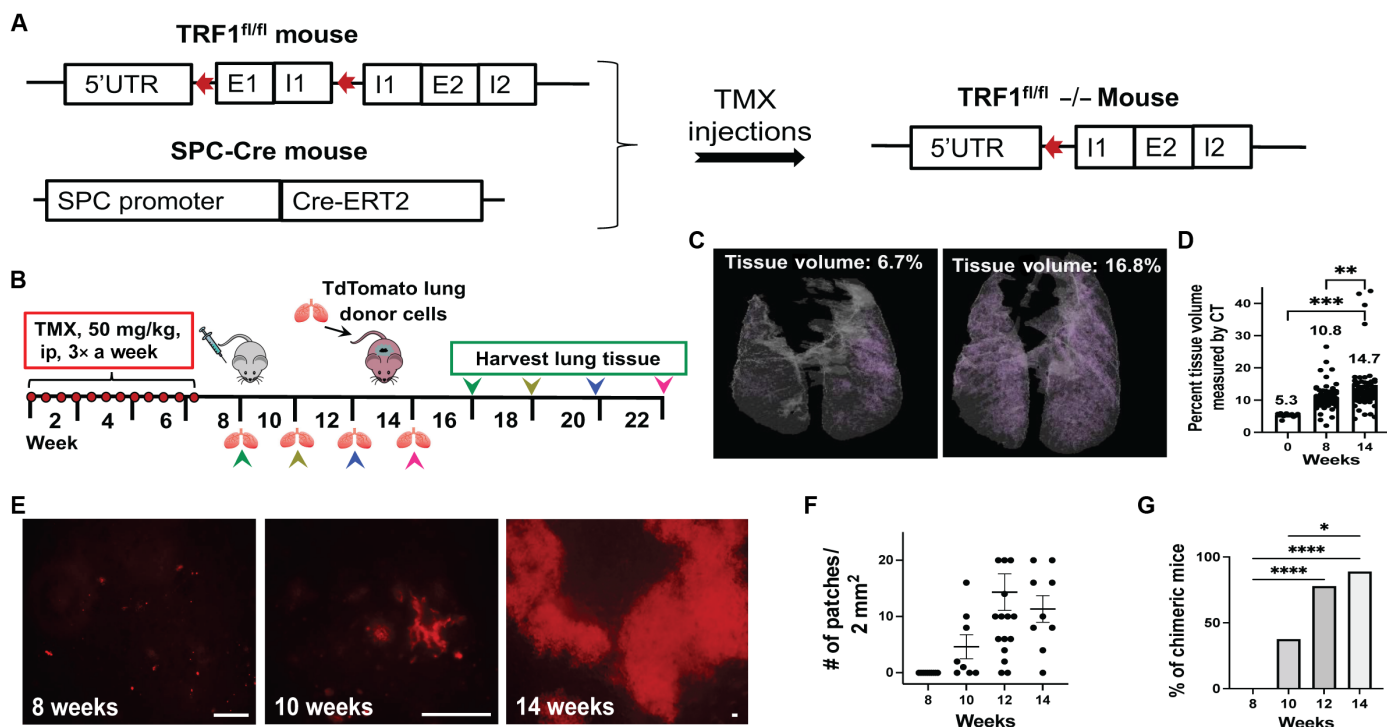 A
TRF1fl/fl mouse
5'UTR
E1
I1
I1
E2
I2
SPC-Cre mouse
SPC promoter
Cre-ERT2
TMX
injections
TRF1fl/fl –/– Mouse
5'UTR
I1
E2
I2
B
TMX, 50 mg/kg,
ip, 3× a week
TdTomato lung
donor cells
Harvest lung tissue
2
4
6
8
10
12
14
16
18
20
22
Week
C
Tissue volume: 6.7%
Tissue volume: 16.8%
D
Percent tissue volume
measured by CT
40
30
20
10
0
**
***
5.3
10.8
14.7
0
8
14
Weeks
E
8 weeks
10 weeks
14 weeks
F
# of patches/
2 mm2
20
10
0
8
10
12
14
Weeks
G
% of chimeric mice
100
50
0
*
****
****
8
10
12
14
Weeks